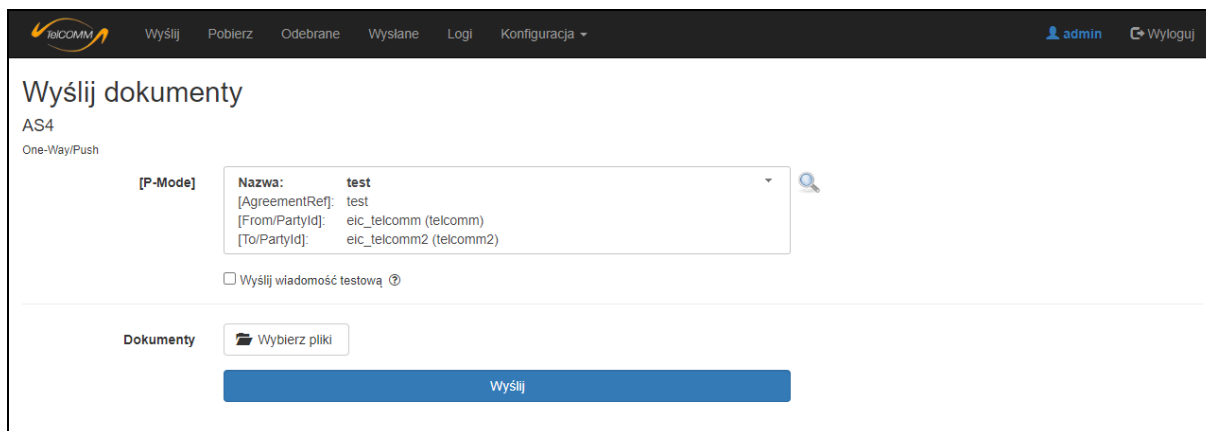 TelCOMM Wyślij Pobierz Odebrane Wysłane Logi Konfiguracja admin Wyloguj
Wyślij dokumenty
AS4
One-Way/Push
[P-Mode] Nazwa: test
[AgreementRef]: test
[From/PartyId]: eic_telcomm (telcomm)
[To/PartyId]: eic_telcomm2 (telcomm2)
Wyślij wiadomość testową ?
Dokumenty Wybierz pliki
Wyślij